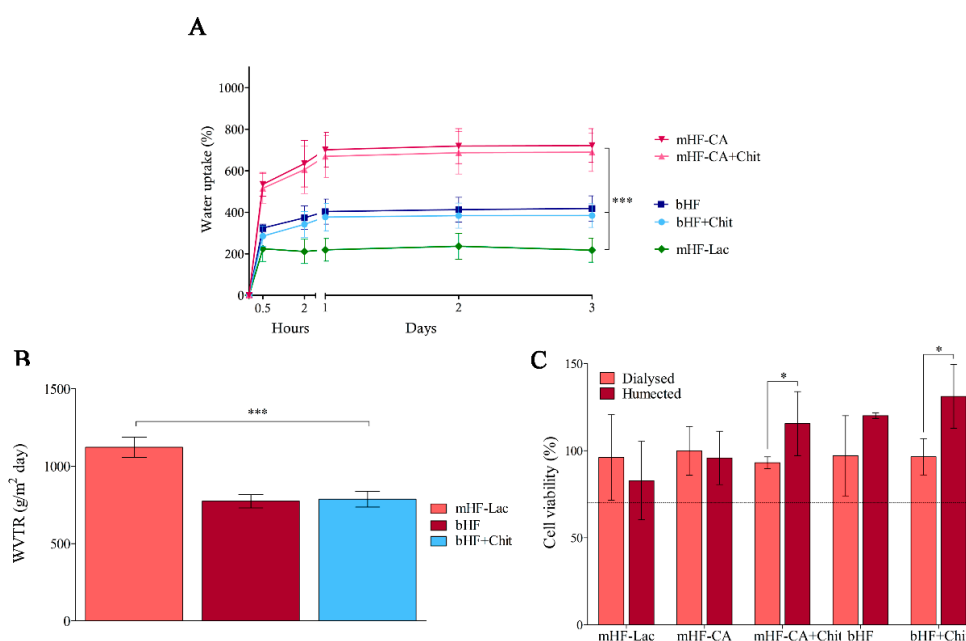 A
Water uptake (%)
1000
800
600
400
200
0
0.5
2
1
2
3
Hours
Days
mHF-CA
mHF-CA+Chit
***
bHF
bHF+Chit
mHF-Lac
B
WVTR (g/m² day)
1500
1000
500
0
***
mHF-Lac
bHF
bHF+Chit
C
Cell viability (%)
150
100
50
0
Dialysed
Humected
*
*
mHF-Lac
mHF-CA
mHF-CA+Chit
bHF
bHF+Chi